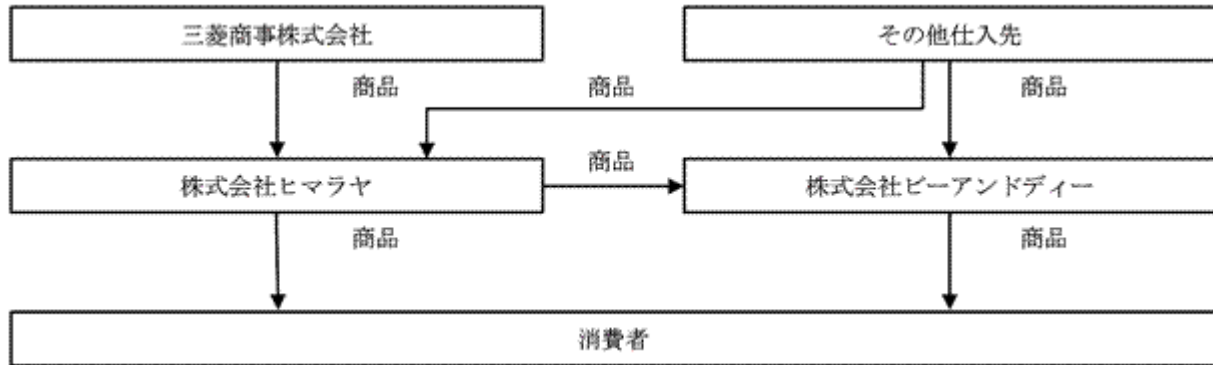 三菱商事株式会社
その他仕入先
商品
商品
商品
株式会社ヒマラヤ
商品
株式会社ビーアンドディー
商品
商品
消費者